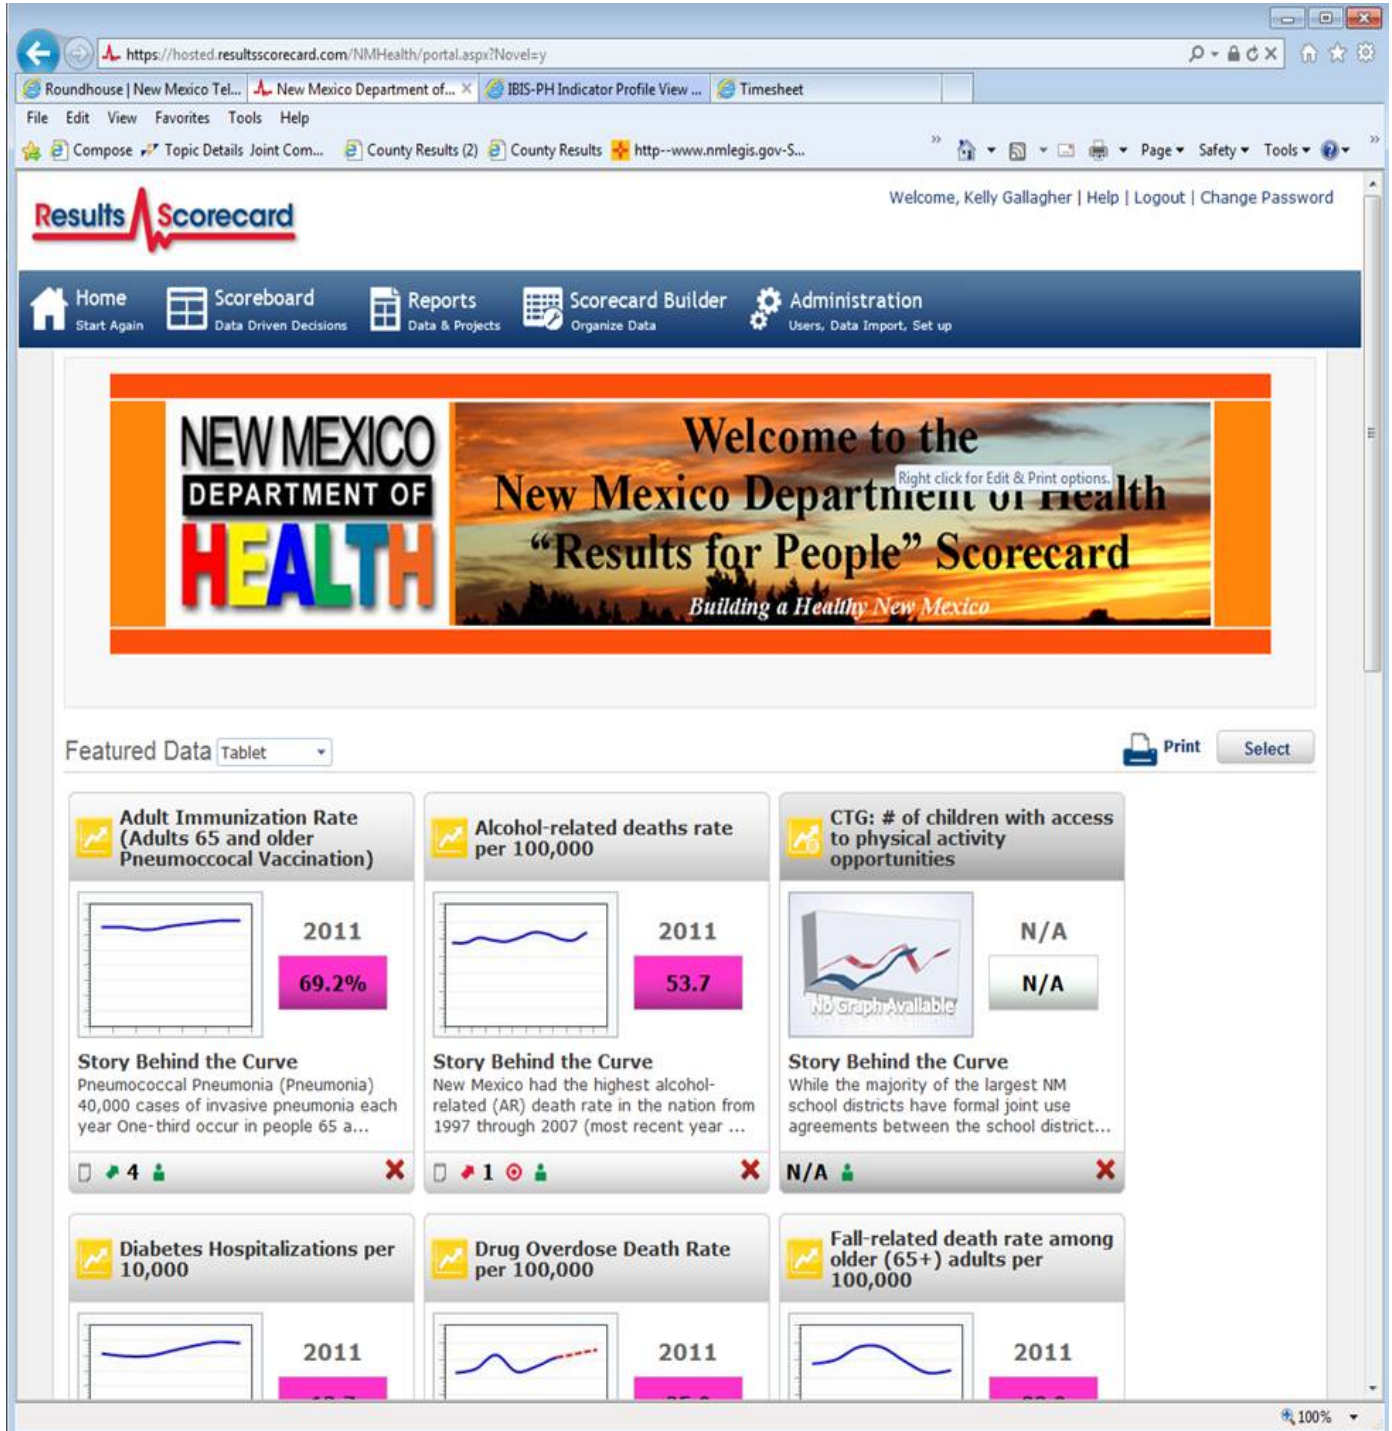 https://hosted.resultsscorecard.com/NMHealth/portal.aspx?Novel=y
Roundhouse | New Mexico Tel...
New Mexico Department of...
IBIS-PH Indicator Profile View ...
Timesheet
File Edit View Favorites Tools Help
Compose
Topic Details Joint Com...
County Results (2)
County Results
http--www.nmlegis.gov-S...
Page Safety Tools
Results Scorecard
Welcome, Kelly Gallagher | Help | Logout | Change Password
Home
Start Again
Scoreboard
Data Driven Decisions
Reports
Data & Projects
Scorecard Builder
Organize Data
Administration
Users, Data Import, Set up
NEW MEXICO
DEPARTMENT OF
HEALTH
Welcome to the
New Mexico Department of Health
"Results for People" Scorecard
Building a Healthy New Mexico
Right click for Edit & Print options.
Featured Data Tablet
Print
Select
Adult Immunization Rate
(Adults 65 and older
Pneumoccocal Vaccination)
2011
69.2%
Story Behind the Curve
Pneumococcal Pneumonia (Pneumonia)
40,000 cases of invasive pneumonia each
year One-third occur in people 65 a...
4
Alcohol-related deaths rate
per 100,000
2011
53.7
Story Behind the Curve
New Mexico had the highest alcohol-
related (AR) death rate in the nation from
1997 through 2007 (most recent year ...
1
CTG: # of children with access
to physical activity
opportunities
No Graph Available
N/A
N/A
Story Behind the Curve
While the majority of the largest NM
school districts have formal joint use
agreements between the school district...
N/A
Diabetes Hospitalizations per
10,000
2011
Drug Overdose Death Rate
per 100,000
2011
Fall-related death rate among
older (65+) adults per
100,000
2011
100%